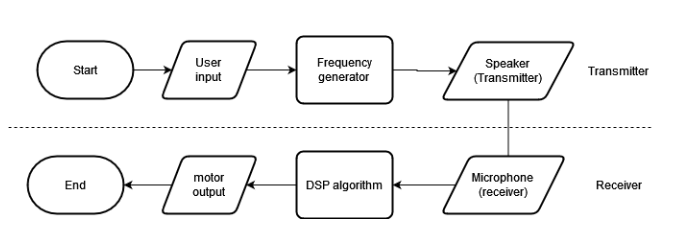 Start
User
input
Frequency
generator
Speaker
(Transmitter)
Transmitter
End
motor
output
DSP algorithm
Microphone
(receiver)
Receiver